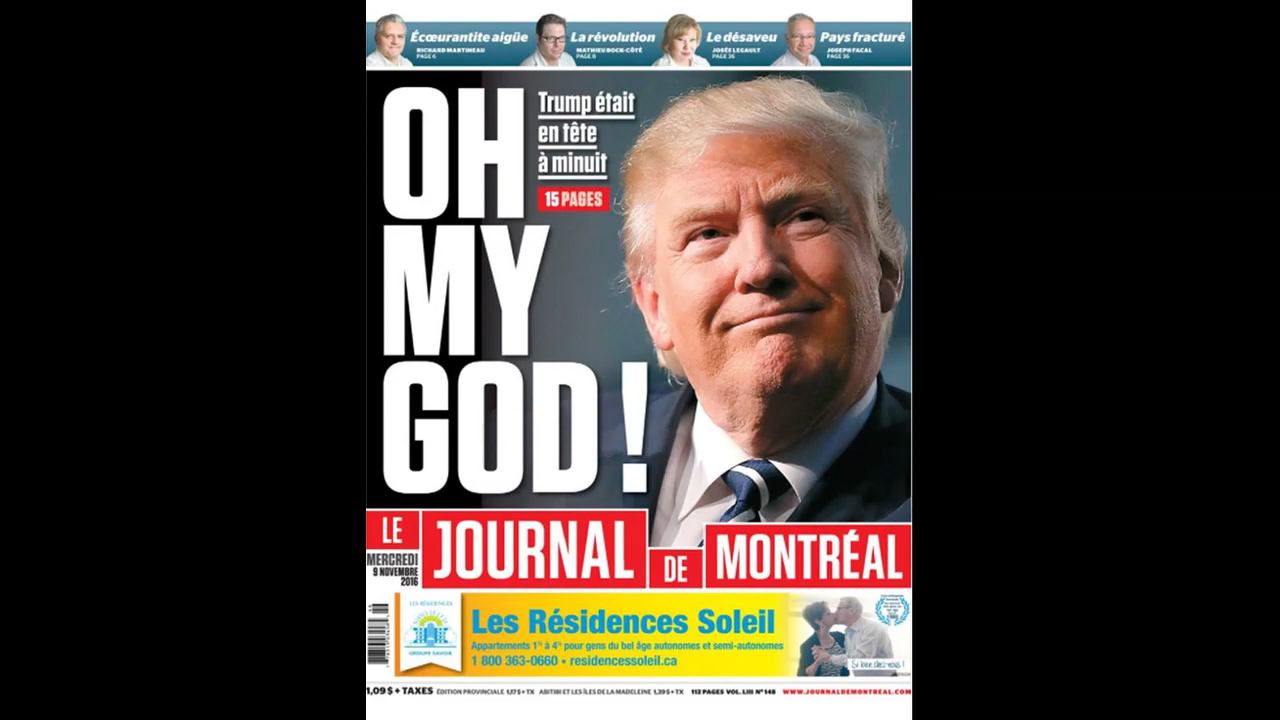 Écœurantite aigüe
RICHARD MARTINEAU
PAGE 6
La révolution
MATHIEU BOCK-CÔTÉ
PAGE 8
Le désaveu
JOSÉE LEGAULT
PAGE 36
Pays fracturé
JOSEPH FACAL
PAGE 36
OH
MY
GOD !
Trump était
en tête
à minuit
15 PAGES
LE JOURNAL DE MONTRÉAL
MERCREDI
9 NOVEMBRE
2016
LES RÉSIDENCES
GROUPE SAVOIE
Les Résidences Soleil
Appartements 1½ à 4½ pour gens du bel âge autonomes et semi-autonomes
1 800 363-0660 • residencessoleil.ca
Si bien chez-nous !
1,09 $ + TAXES ÉDITION PROVINCIALE 1,17 $ + TX ABITIBI ET LES ÎLES DE LA MADELEINE 1,39 $ + TX 112 PAGES VOL. LIII N° 148 WWW.JOURNALDEMONTREAL.COM